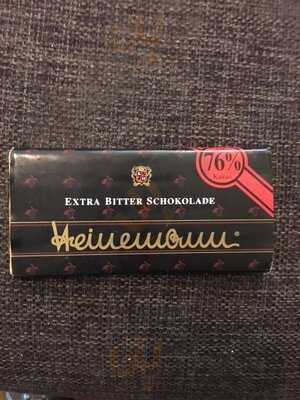 76%
Kakao
EXTRA BITTER SCHOKOLADE
Heinemann®